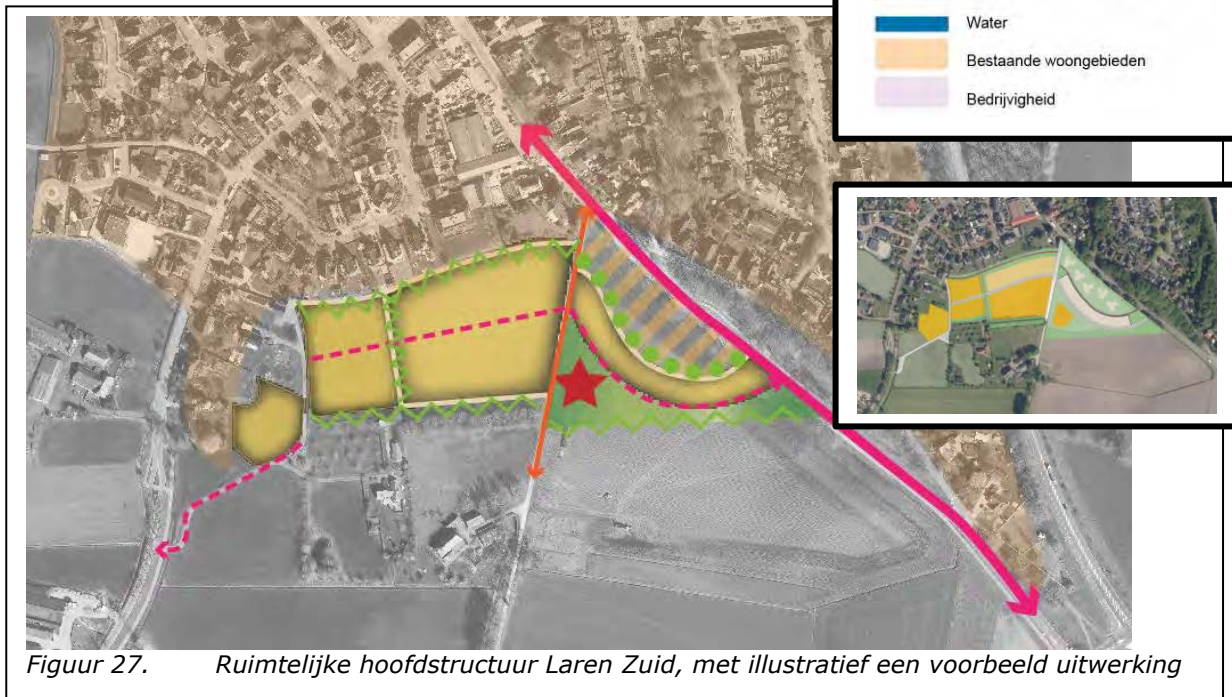 Water
Bestaande woongebieden
Bedrijvigheid
Figuur 27. Ruimtelijke hoofdstructuur Laren Zuid, met illustratief een voorbeeld uitwerking